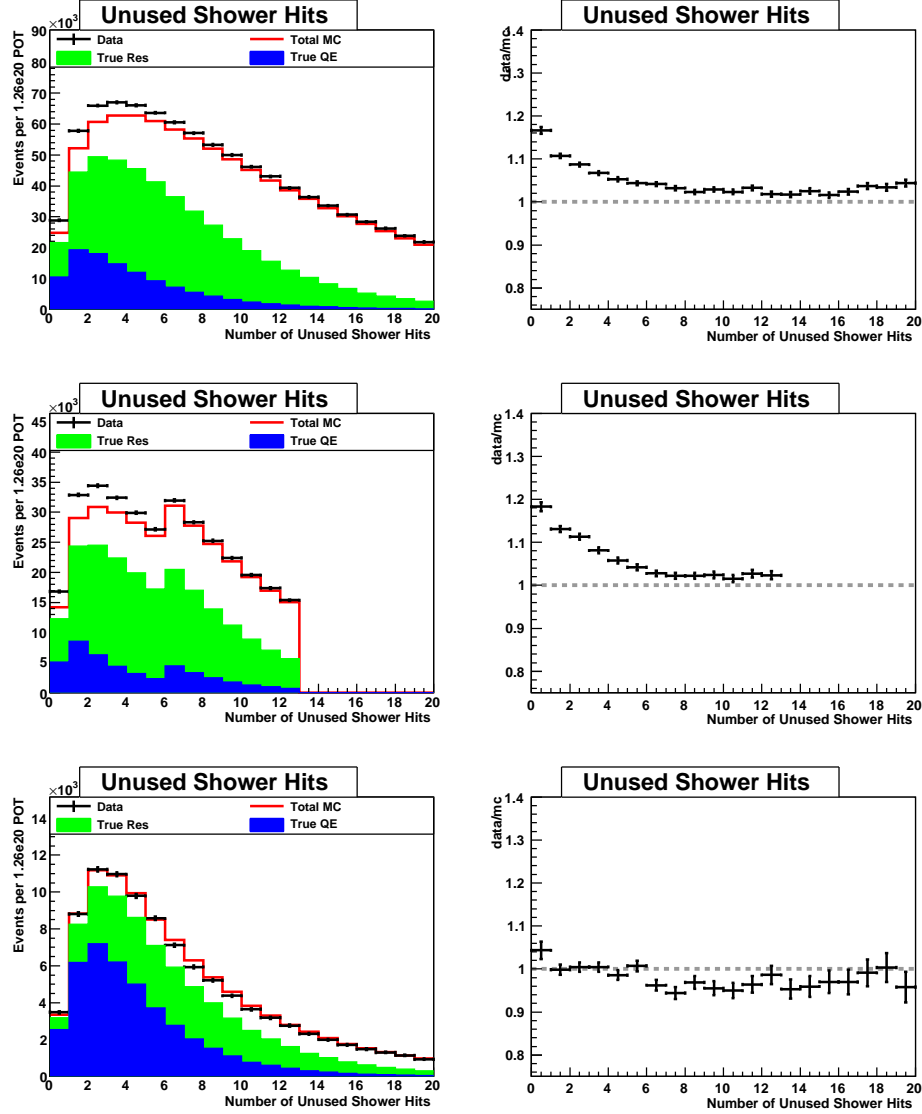 Unused Shower Hits
×10³
Data
Total MC
True Res
True QE
Events per 1.26e20 POT
90
80
70
60
50
40
30
20
10
0
0 2 4 6 8 10 12 14 16 18 20
Number of Unused Shower Hits
Unused Shower Hits
data/mc
1.4
1.3
1.2
1.1
1
0.9
0.8
0 2 4 6 8 10 12 14 16 18 20
Number of Unused Shower Hits
Unused Shower Hits
×10³
Data
Total MC
True Res
True QE
Events per 1.26e20 POT
45
40
35
30
25
20
15
10
5
0
0 2 4 6 8 10 12 14 16 18 20
Number of Unused Shower Hits
Unused Shower Hits
data/mc
1.4
1.3
1.2
1.1
1
0.9
0.8
0 2 4 6 8 10 12 14 16 18 20
Number of Unused Shower Hits
Unused Shower Hits
×10³
Data
Total MC
True Res
True QE
Events per 1.26e20 POT
14
12
10
8
6
4
2
0
0 2 4 6 8 10 12 14 16 18 20
Number of Unused Shower Hits
Unused Shower Hits
data/mc
1.4
1.3
1.2
1.1
1
0.9
0.8
0 2 4 6 8 10 12 14 16 18 20
Number of Unused Shower Hits